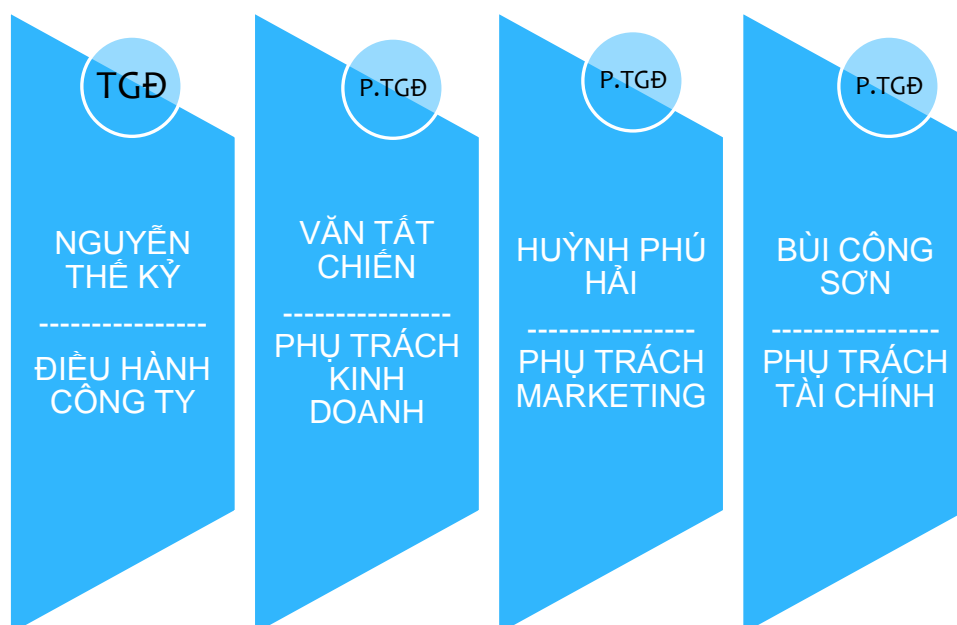 TGĐ
NGUYỄN
THẾ KỶ
----------------
ĐIỀU HÀNH
CÔNG TY
P.TGĐ
VĂN TẤT
CHIẾN
----------------
PHỤ TRÁCH
KINH
DOANH
P.TGĐ
HUỲNH PHÚ
HẢI
----------------
PHỤ TRÁCH
MARKETING
P.TGĐ
BÙI CÔNG
SƠN
----------------
PHỤ TRÁCH
TÀI CHÍNH